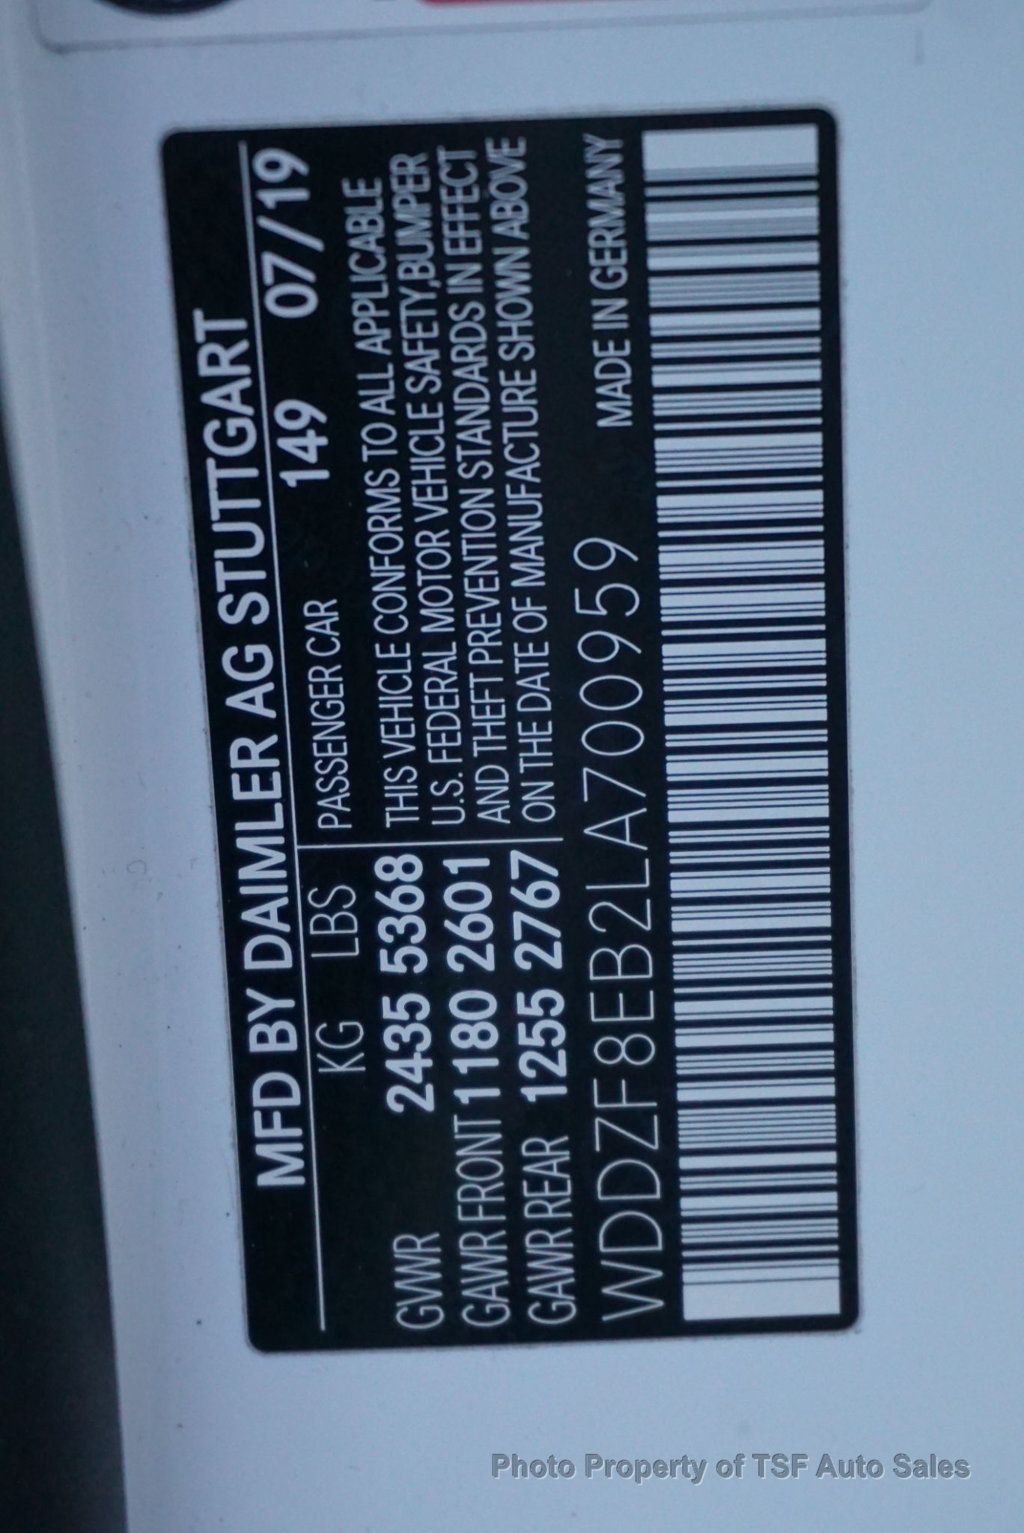 MFD BY DAIMLER AG STUTTGART
KG LBS PASSENGER CAR 149 07/19
GVWR 2435 5368
GAWR FRONT 1180 2601
GAWR REAR 1255 2767
THIS VEHICLE CONFORMS TO ALL APPLICABLE
U.S. FEDERAL MOTOR VEHICLE SAFETY,BUMPER
AND THEFT PREVENTION STANDARDS IN EFFECT
ON THE DATE OF MANUFACTURE SHOWN ABOVE
WDDZF8EB2LA700959 MADE IN GERMANY
Photo Property of TSF Auto Sales